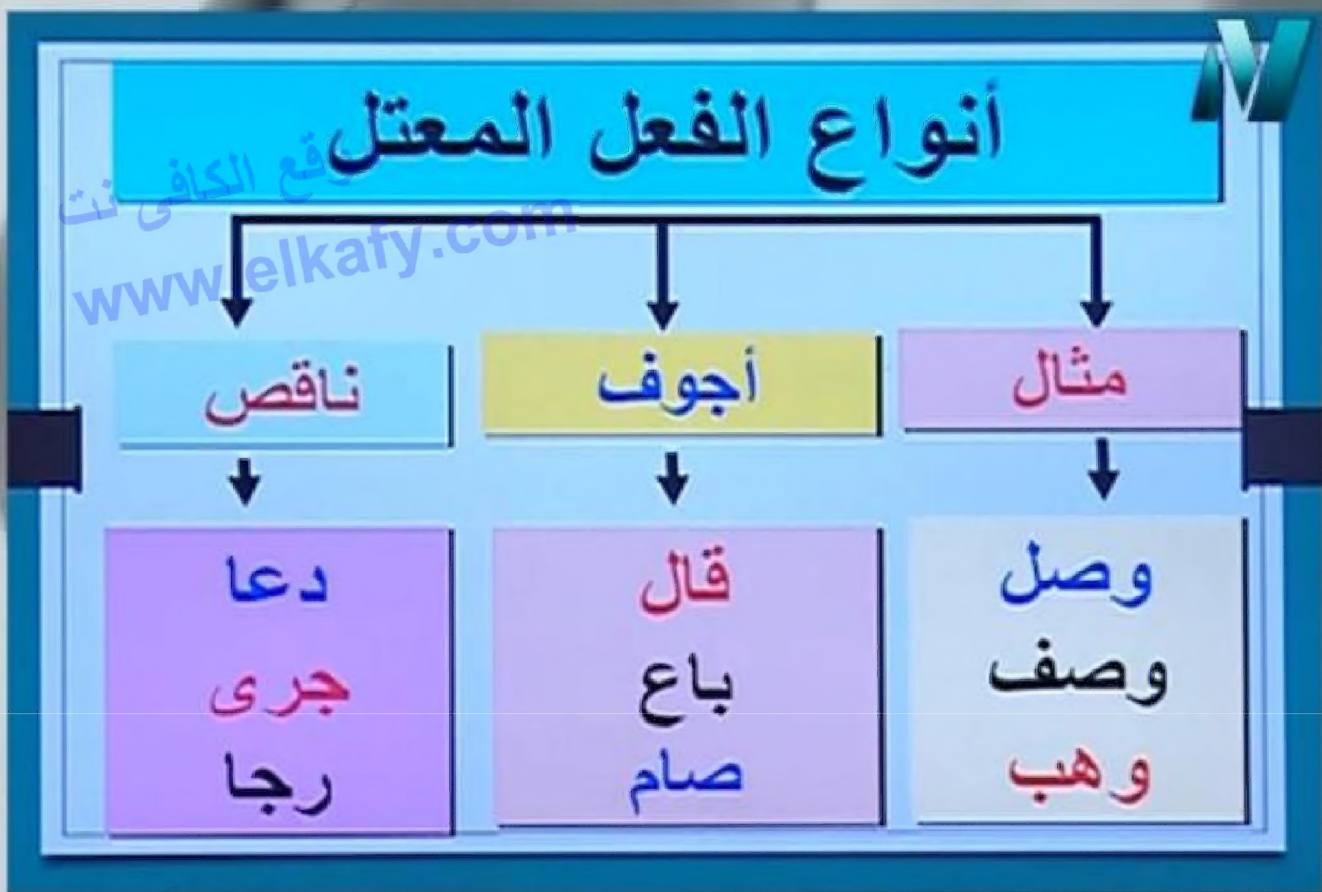 أنواع الفعل المعتل
موقع الكافى نت
www.elkafy.com
مثال
أجوف
ناقص
وصل
وصف
وهب
قال
باع
صام
دعا
جرى
رجا